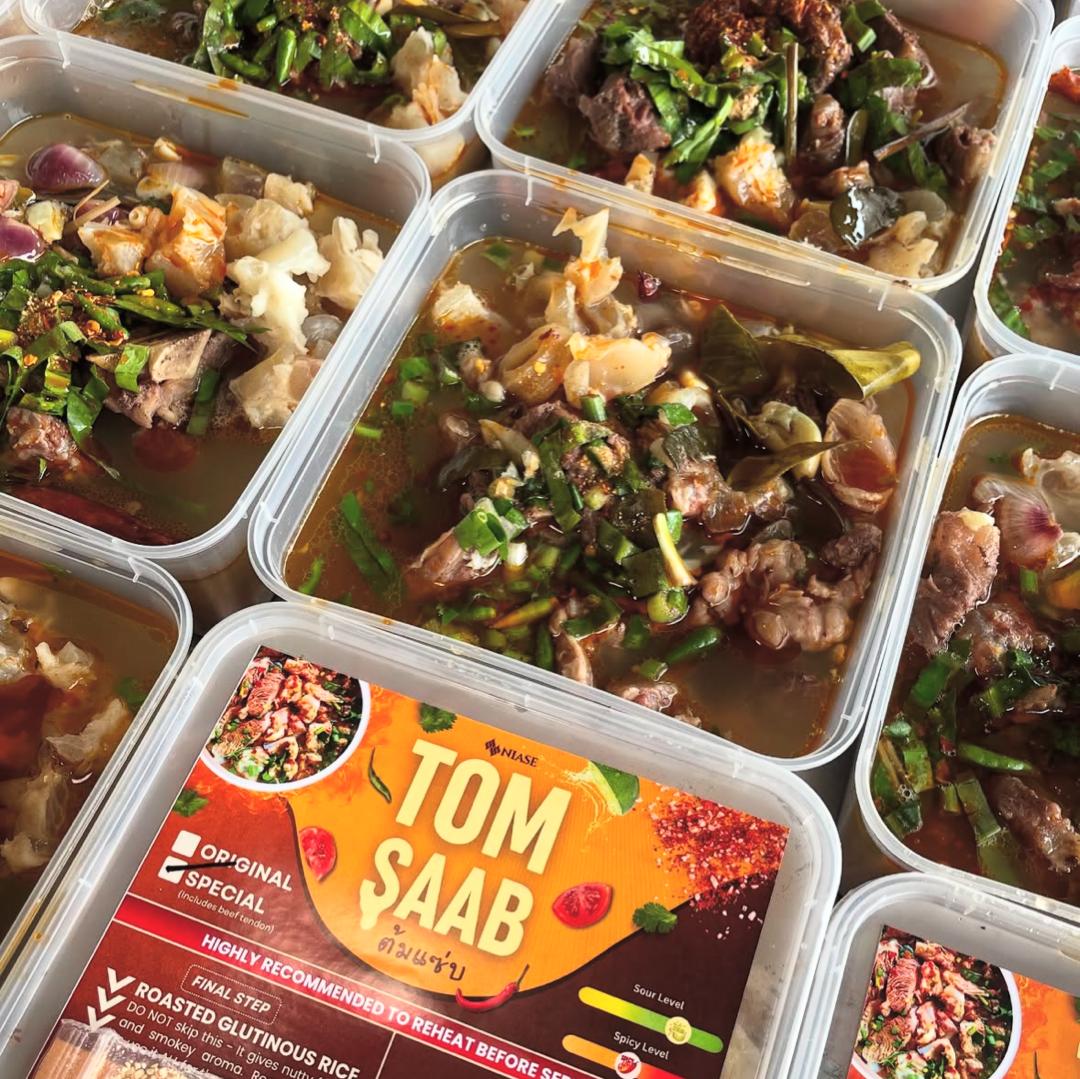 NIASE
TOM
SAAB
ต้มแซ่บ
ORIGINAL
SPECIAL
(includes beef tendon)
HIGHLY RECOMMENDED TO REHEAT BEFORE SER
FINAL STEP
ROASTED GLUTINOUS RICE
DO NOT skip this - It gives nutty
and smokey aroma.
Sour Level
Spicy Level